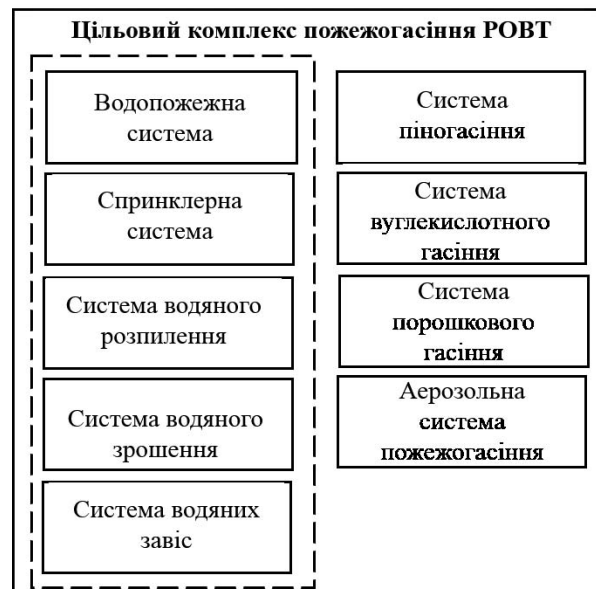 Цільовий комплекс пожежогасіння РОВТ
Водопожежна
система
Спринклерна
система
Система водяного
розпилення
Система водяного
зрошення
Система водяних
завіс
Система
піногасіння
Система
вуглекислотного
гасіння
Система
порошкового
гасіння
Аерозольна
система
пожежогасіння